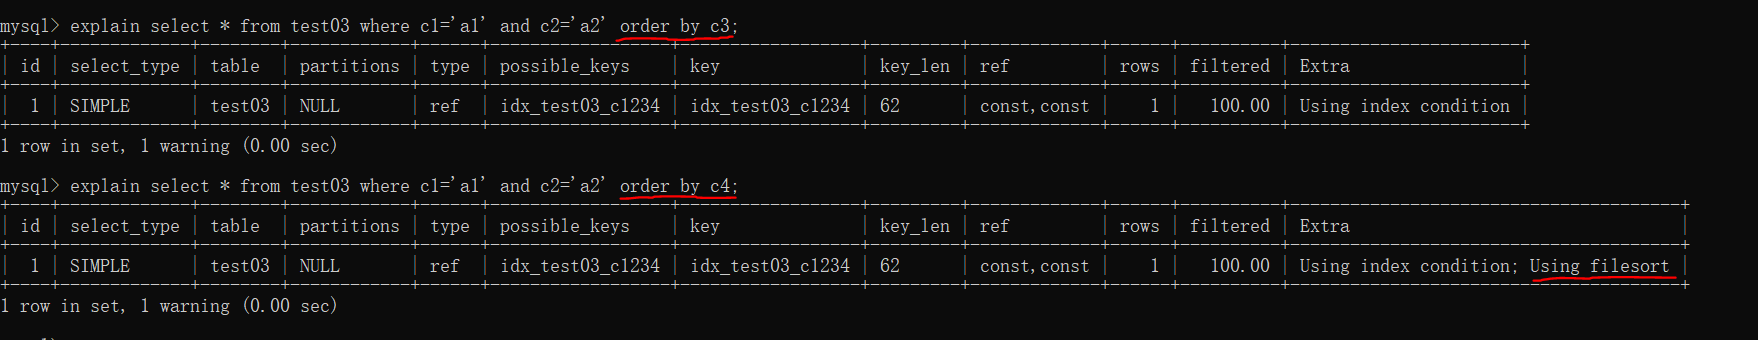 mysql> explain select * from test03 where c1='a1' and c2='a2' order by c3;
+----+-------------+--------+------------+------+------------------+------------------+---------+-------------+------+----------+-----------------------+
| id | select_type | table | partitions | type | possible_keys | key | key_len | ref | rows | filtered | Extra |
+----+-------------+--------+------------+------+------------------+------------------+---------+-------------+------+----------+-----------------------+
| 1 | SIMPLE | test03 | NULL | ref | idx_test03_c1234 | idx_test03_c1234 | 62 | const,const | 1 | 100.00 | Using index condition |
+----+-------------+--------+------------+------+------------------+------------------+---------+-------------+------+----------+-----------------------+
1 row in set, 1 warning (0.00 sec)
mysql> explain select * from test03 where c1='a1' and c2='a2' order by c4;
+----+-------------+--------+------------+------+------------------+------------------+---------+-------------+------+----------+---------------------------------------+
| id | select_type | table | partitions | type | possible_keys | key | key_len | ref | rows | filtered | Extra |
+----+-------------+--------+------------+------+------------------+------------------+---------+-------------+------+----------+---------------------------------------+
| 1 | SIMPLE | test03 | NULL | ref | idx_test03_c1234 | idx_test03_c1234 | 62 | const,const | 1 | 100.00 | Using index condition; Using filesort |
+----+-------------+--------+------------+------+------------------+------------------+---------+-------------+------+----------+---------------------------------------+
1 row in set, 1 warning (0.00 sec)